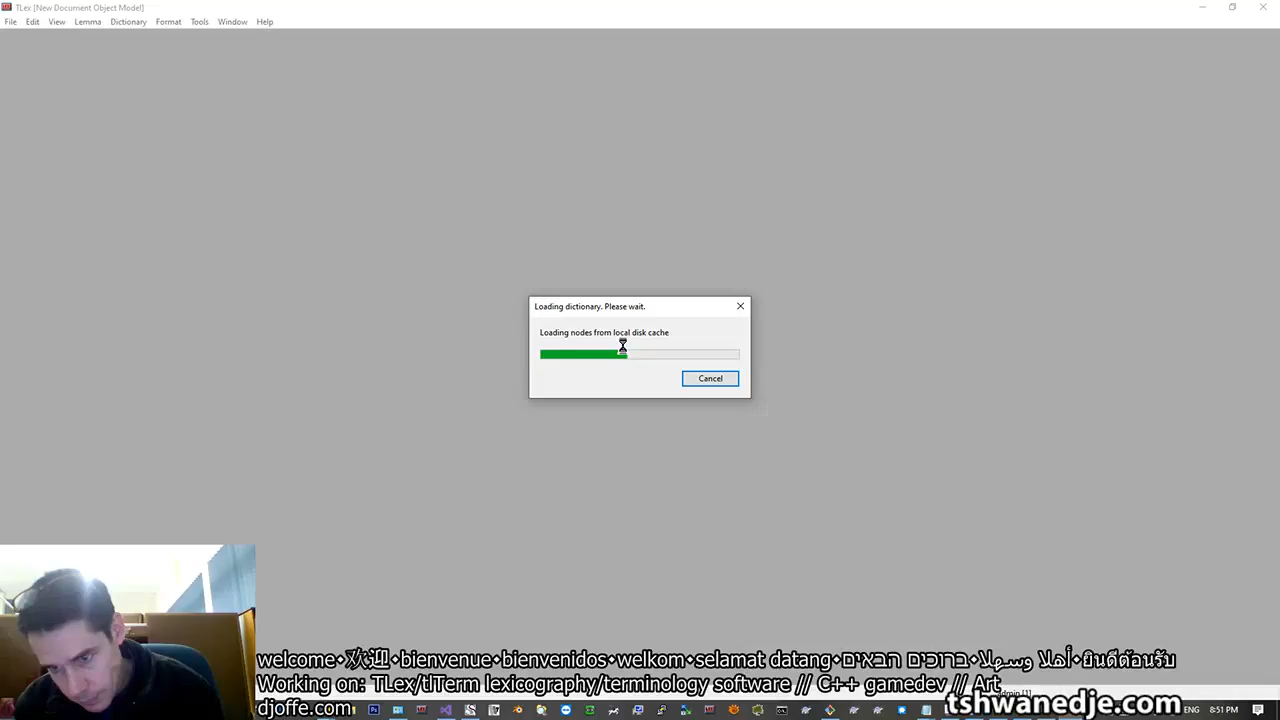 TLex [New Document Object Model]
File Edit View Lemma Dictionary Format Tools Window Help
Loading dictionary. Please wait.
Loading nodes from local disk cache
Cancel
welcome•欢迎•bienvenue•bienvenidos•welkom•selamat datang•ברוכים הבאים•أهلا وسهلا•ยินดีต้อนรับ
Working on: TLex/tlTerm lexicography/terminology software // C++ gamedev // Art
admin [1]
djoffe.com
tshwanedje.com
ENG 8:51 PM